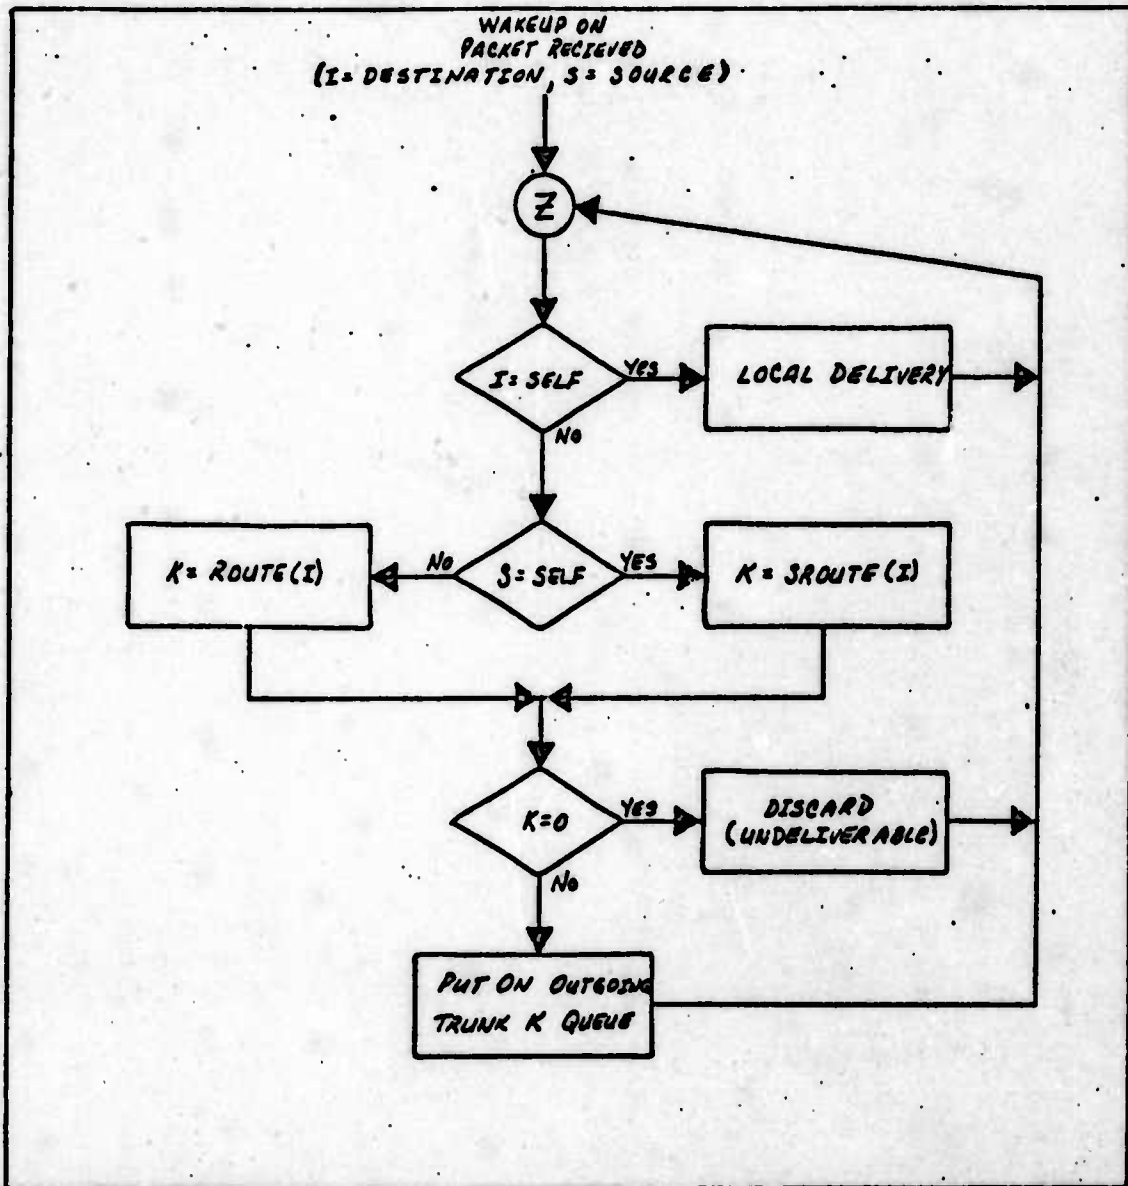 WAKEUP ON
PACKET RECIEVED
(I= DESTINATION, S= SOURCE)
Z
I= SELF
YES
LOCAL DELIVERY
NO
K= ROUTE(I)
NO
S= SELF
YES
K= SROUTE(I)
K=0
YES
DISCARD
(UNDELIVERABLE)
NO
PUT ON OUTGOING
TRUNK K QUEUE